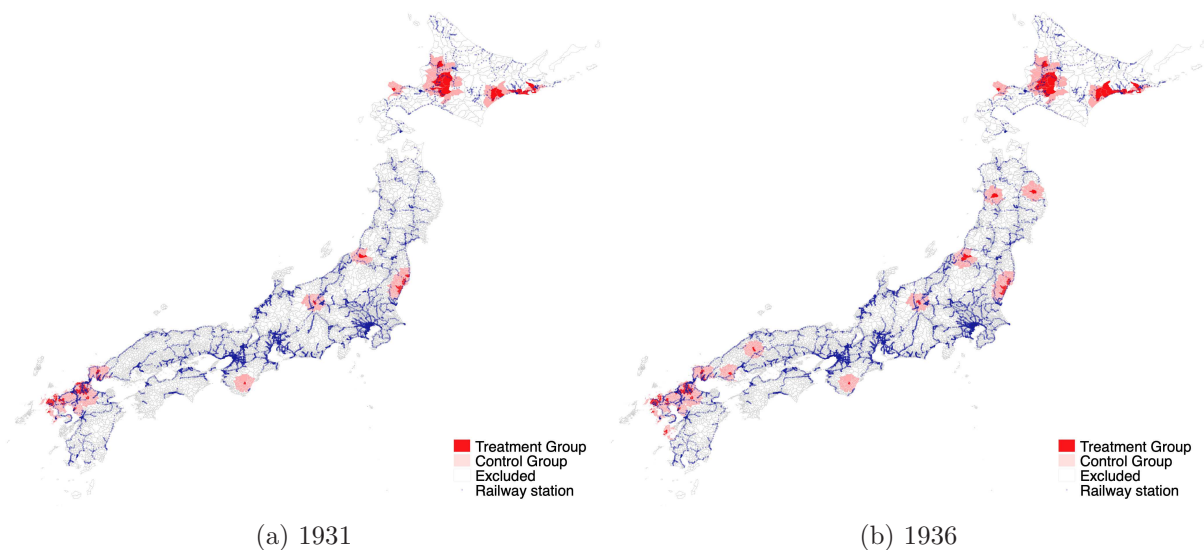 Treatment Group
Control Group
Excluded
Railway station
(a) 1931
Treatment Group
Control Group
Excluded
Railway station
(b) 1936